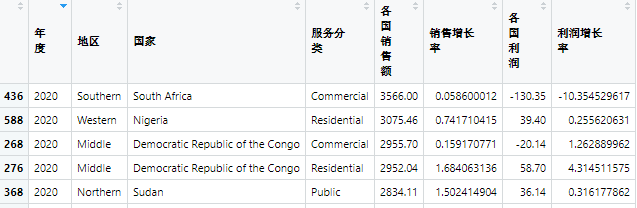 年度 地区 国家 服务分类 各国销售额 销售增长率 各国利润 利润增长率
436 2020 Southern South Africa Commercial 3566.00 0.058600012 -130.35 -10.354529617
588 2020 Western Nigeria Residential 3075.46 0.741710415 39.40 0.255620631
268 2020 Middle Democratic Republic of the Congo Commercial 2955.70 0.159170771 -20.14 1.262889962
276 2020 Middle Democratic Republic of the Congo Residential 2952.04 1.684063136 58.70 4.314511575
368 2020 Northern Sudan Public 2834.11 1.502414904 36.14 0.316177862